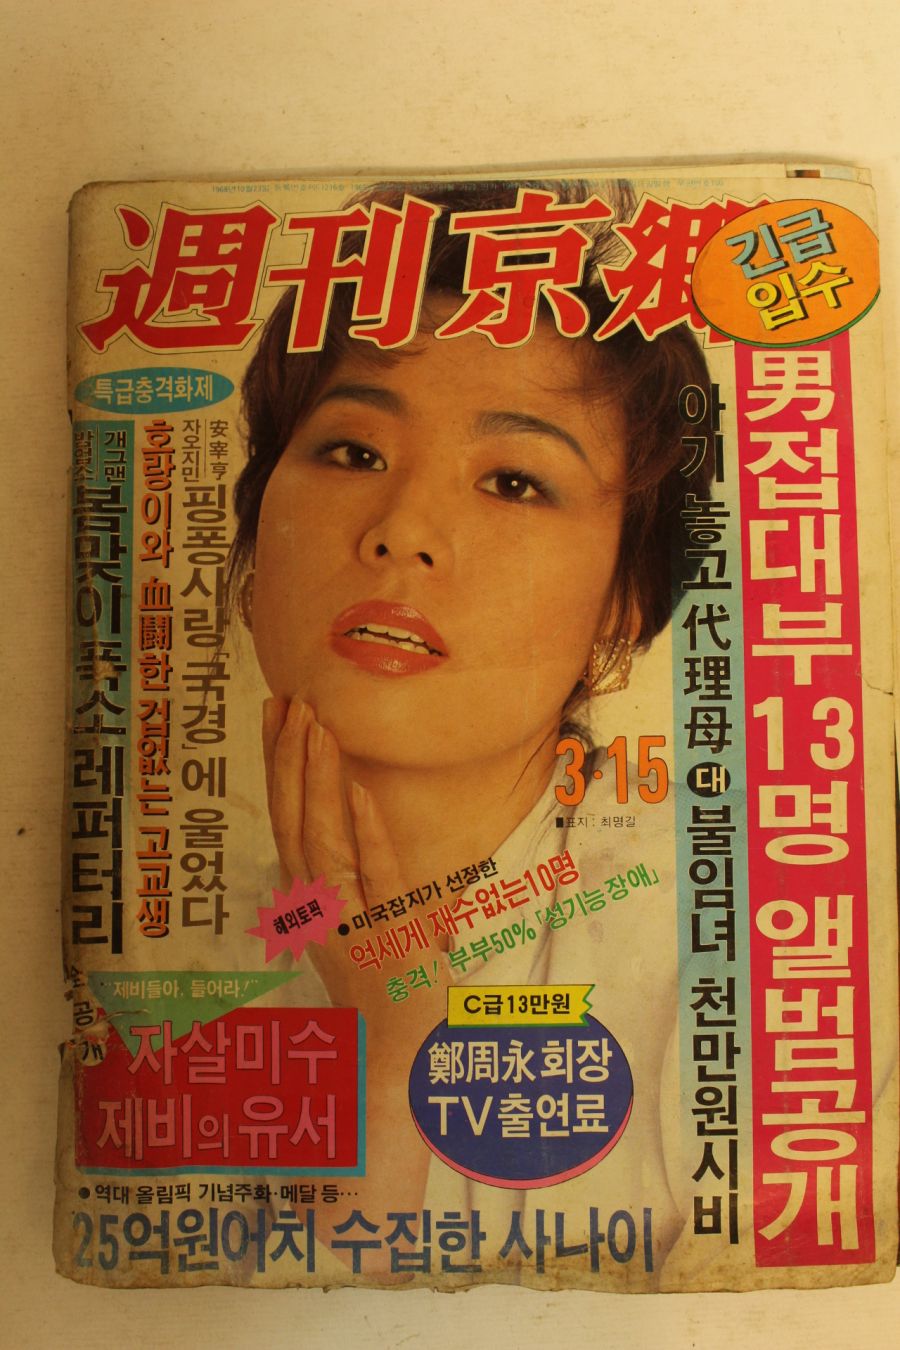 週刊京鄕
긴급
입수
男접대부 13명 앨범공개
아기 놓고 代理母 대 불임녀 천만원시비
특급충격화제
安宰亨
자오지민
핑퐁사랑 「국경」에 울었다
호랑이와 血鬪한 겁없는 고교생
개그맨
밤업소
봄맞이 폭소레퍼터리
공개
3·15
■표지 : 최명길
해외토픽
●미국잡지가 선정한
억세게 재수없는10명
충격! 부부50% 「성기능장애」
"제비들아, 들어라!"
자살미수
제비의 유서
C급13만원
鄭周永회장
TV출연료
●역대 올림픽 기념주화·메달 등…
25억원어치 수집한 사나이